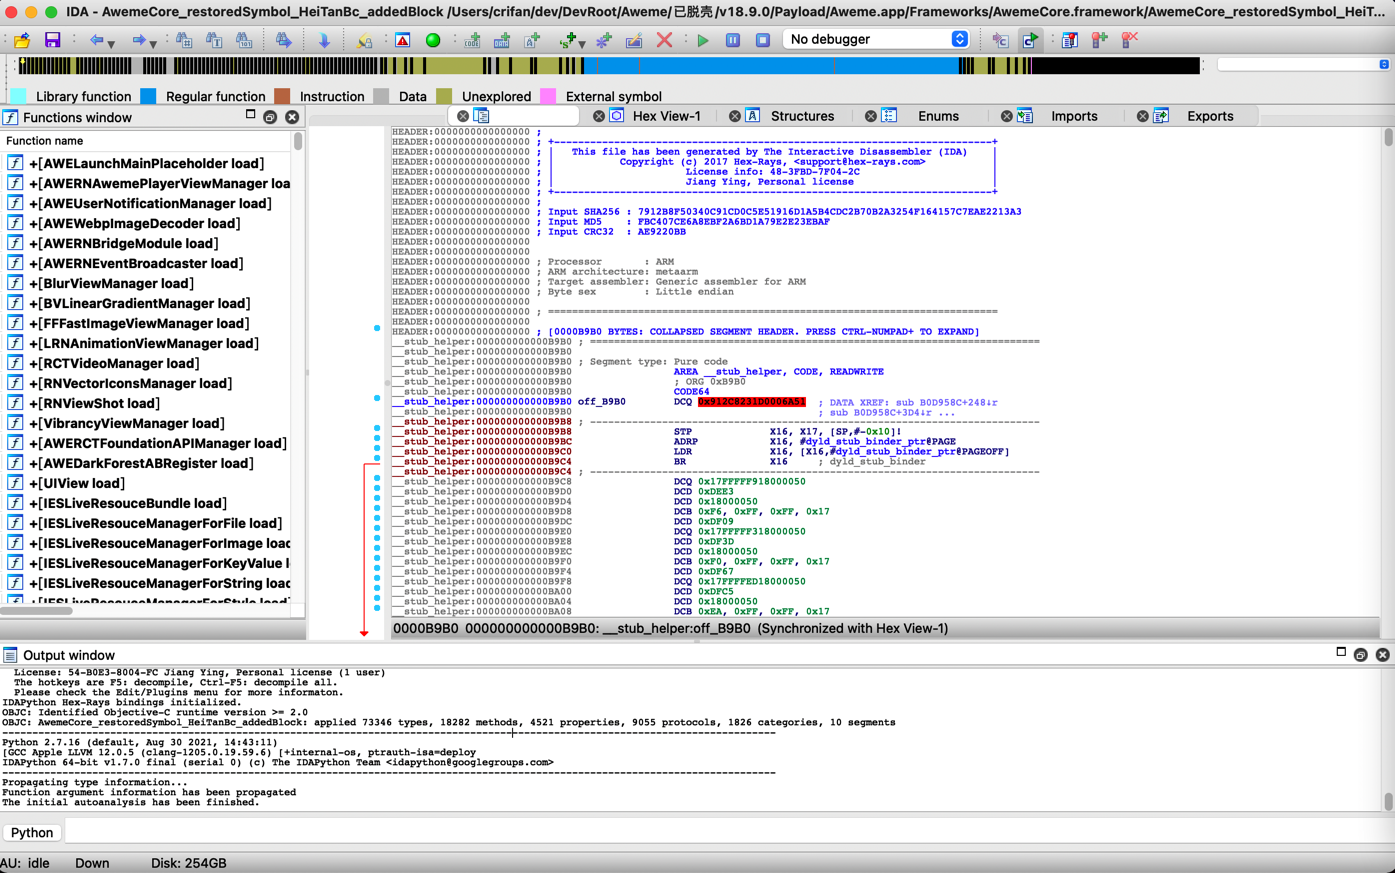 IDA - AwemeCore_restoredSymbol_HeiTanBc_addedBlock /Users/crifan/dev/DevRoot/Aweme/已脱壳/v18.9.0/Payload/Aweme.app/Frameworks/AwemeCore.framework/AwemeCore_restoredSymbol_HeiT...
No debugger
Library function Regular function Instruction Data Unexplored External symbol
Functions window
Hex View-1 Structures Enums Imports Exports
Function name
+[AWELaunchMainPlaceholder load]
+[AWERNAwemePlayerViewManager loa
+[AWEUserNotificationManager load]
+[AWEWebpImageDecoder load]
+[AWERNBridgeModule load]
+[AWERNEventBroadcaster load]
+[BlurViewManager load]
+[BVLinearGradientManager load]
+[FFFastImageViewManager load]
+[LRNAnimationViewManager load]
+[RCTVideoManager load]
+[RNVectorIconsManager load]
+[RNViewShot load]
+[VibrancyViewManager load]
+[AWERCTFoundationAPIManager load]
+[AWEDarkForestABRegister load]
+[UIView load]
+[IESLiveResouceBundle load]
+[IESLiveResouceManagerForFile load]
+[IESLiveResouceManagerForImage load
+[IESLiveResouceManagerForKeyValue l
+[IESLiveResouceManagerForString load
+[IESLiveResouceManagerForStyle load]
HEADER:0000000000000000 ;
HEADER:0000000000000000 ; +-------------------------------------------------------------------------+
HEADER:0000000000000000 ; | This file has been generated by The Interactive Disassembler (IDA) |
HEADER:0000000000000000 ; | Copyright (c) 2017 Hex-Rays, <support@hex-rays.com> |
HEADER:0000000000000000 ; | License info: 48-3FBD-7F04-2C |
HEADER:0000000000000000 ; | Jiang Ying, Personal license |
HEADER:0000000000000000 ; +-------------------------------------------------------------------------+
HEADER:0000000000000000 ;
HEADER:0000000000000000 ; Input SHA256 : 7912B8F50340C91CD0C5E51916D1A5B4CDC2B70B2A3254F164157C7EAE2213A3
HEADER:0000000000000000 ; Input MD5 : FBC407CE6A8EBF2A6BD1A79E2E23EBAF
HEADER:0000000000000000 ; Input CRC32 : AE9220BB
HEADER:0000000000000000
HEADER:0000000000000000
HEADER:0000000000000000 ; Processor : ARM
HEADER:0000000000000000 ; ARM architecture: metaarm
HEADER:0000000000000000 ; Target assembler: Generic assembler for ARM
HEADER:0000000000000000 ; Byte sex : Little endian
HEADER:0000000000000000
HEADER:0000000000000000 ; ===========================================================================
HEADER:0000000000000000
HEADER:0000000000000000 ; [0000B9B0 BYTES: COLLAPSED SEGMENT HEADER. PRESS CTRL-NUMPAD+ TO EXPAND]
__stub_helper:000000000000B9B0 ; ===========================================================================
__stub_helper:000000000000B9B0
__stub_helper:000000000000B9B0 ; Segment type: Pure code
__stub_helper:000000000000B9B0 AREA __stub_helper, CODE, READWRITE
__stub_helper:000000000000B9B0 ; ORG 0xB9B0
__stub_helper:000000000000B9B0 CODE64
__stub_helper:000000000000B9B0 off_B9B0 DCQ 0x912C8231D0006A51 ; DATA XREF: sub B0D958C+248↓r
__stub_helper:000000000000B9B0 ; sub B0D958C+3D4↓r ...
__stub_helper:000000000000B9B8 ; ---------------------------------------------------------------------------
__stub_helper:000000000000B9B8 STP X16, X17, [SP,#-0x10]!
__stub_helper:000000000000B9BC ADRP X16, #dyld_stub_binder_ptr@PAGE
__stub_helper:000000000000B9C0 LDR X16, [X16,#dyld_stub_binder_ptr@PAGEOFF]
__stub_helper:000000000000B9C4 BR X16 ; dyld_stub_binder
__stub_helper:000000000000B9C4 ; ---------------------------------------------------------------------------
__stub_helper:000000000000B9C8 DCQ 0x17FFFFF918000050
__stub_helper:000000000000B9D0 DCD 0xDEE3
__stub_helper:000000000000B9D4 DCD 0x18000050
__stub_helper:000000000000B9D8 DCB 0xF6, 0xFF, 0xFF, 0x17
__stub_helper:000000000000B9DC DCD 0xDF09
__stub_helper:000000000000B9E0 DCQ 0x17FFFFF318000050
__stub_helper:000000000000B9E8 DCD 0xDF3D
__stub_helper:000000000000B9EC DCD 0x18000050
__stub_helper:000000000000B9F0 DCB 0xF0, 0xFF, 0xFF, 0x17
__stub_helper:000000000000B9F4 DCD 0xDF67
__stub_helper:000000000000B9F8 DCQ 0x17FFFFED18000050
__stub_helper:000000000000BA00 DCD 0xDFC5
__stub_helper:000000000000BA04 DCD 0x18000050
__stub_helper:000000000000BA08 DCB 0xEA, 0xFF, 0xFF, 0x17
0000B9B0 000000000000B9B0: __stub_helper:off_B9B0 (Synchronized with Hex View-1)
Output window
License: 54-B0E3-8004-FC Jiang Ying, Personal license (1 user)
The hotkeys are F5: decompile, Ctrl-F5: decompile all.
Please check the Edit/Plugins menu for more informaton.
IDAPython Hex-Rays bindings initialized.
OBJC: Identified Objective-C runtime version >= 2.0
OBJC: AwemeCore_restoredSymbol_HeiTanBc_addedBlock: applied 73346 types, 18282 methods, 4521 properties, 9055 protocols, 1826 categories, 10 segments
Python 2.7.16 (default, Aug 30 2021, 14:43:11)
[GCC Apple LLVM 12.0.5 (clang-1205.0.19.59.6) [+internal-os, ptrauth-isa=deploy
IDAPython 64-bit v1.7.0 final (serial 0) (c) The IDAPython Team <idapython@googlegroups.com>
Propagating type information...
Function argument information has been propagated
The initial autoanalysis has been finished.
Python
AU: idle Down Disk: 254GB